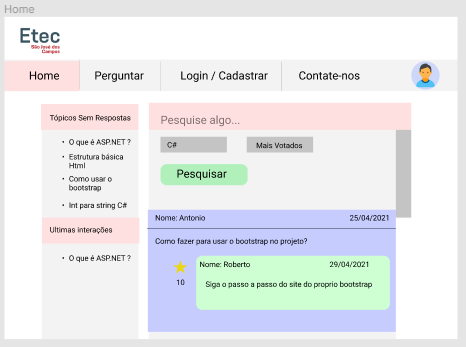 Home
Etec
São José dos
Campos
Home Perguntar Login / Cadastrar Contate-nos
Tópicos Sem Respostas
• O que é ASP.NET ?
• Estrutura básica
Html
• Como usar o
bootstrap
• Int para string C#
Ultimas interações
• O que é ASP.NET ?
Pesquise algo...
C# Mais Votados
Pesquisar
Nome: Antonio 25/04/2021
Como fazer para usar o bootstrap no projeto?
Nome: Roberto 29/04/2021
10
Siga o passo a passo do site do proprio bootstrap